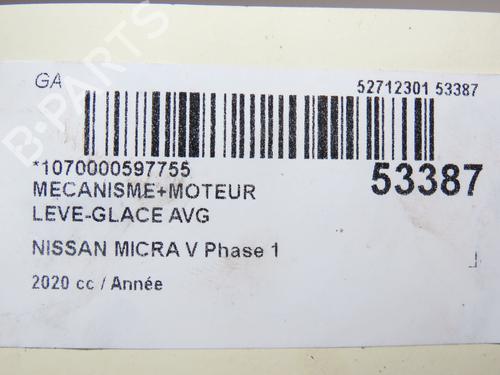 B-PARTS
GA
52712301 53387
*1070000597755
53387
MECANISME+MOTEUR
LEVE-GLACE AVG
NISSAN MICRA V Phase 1
2020 cc / Année